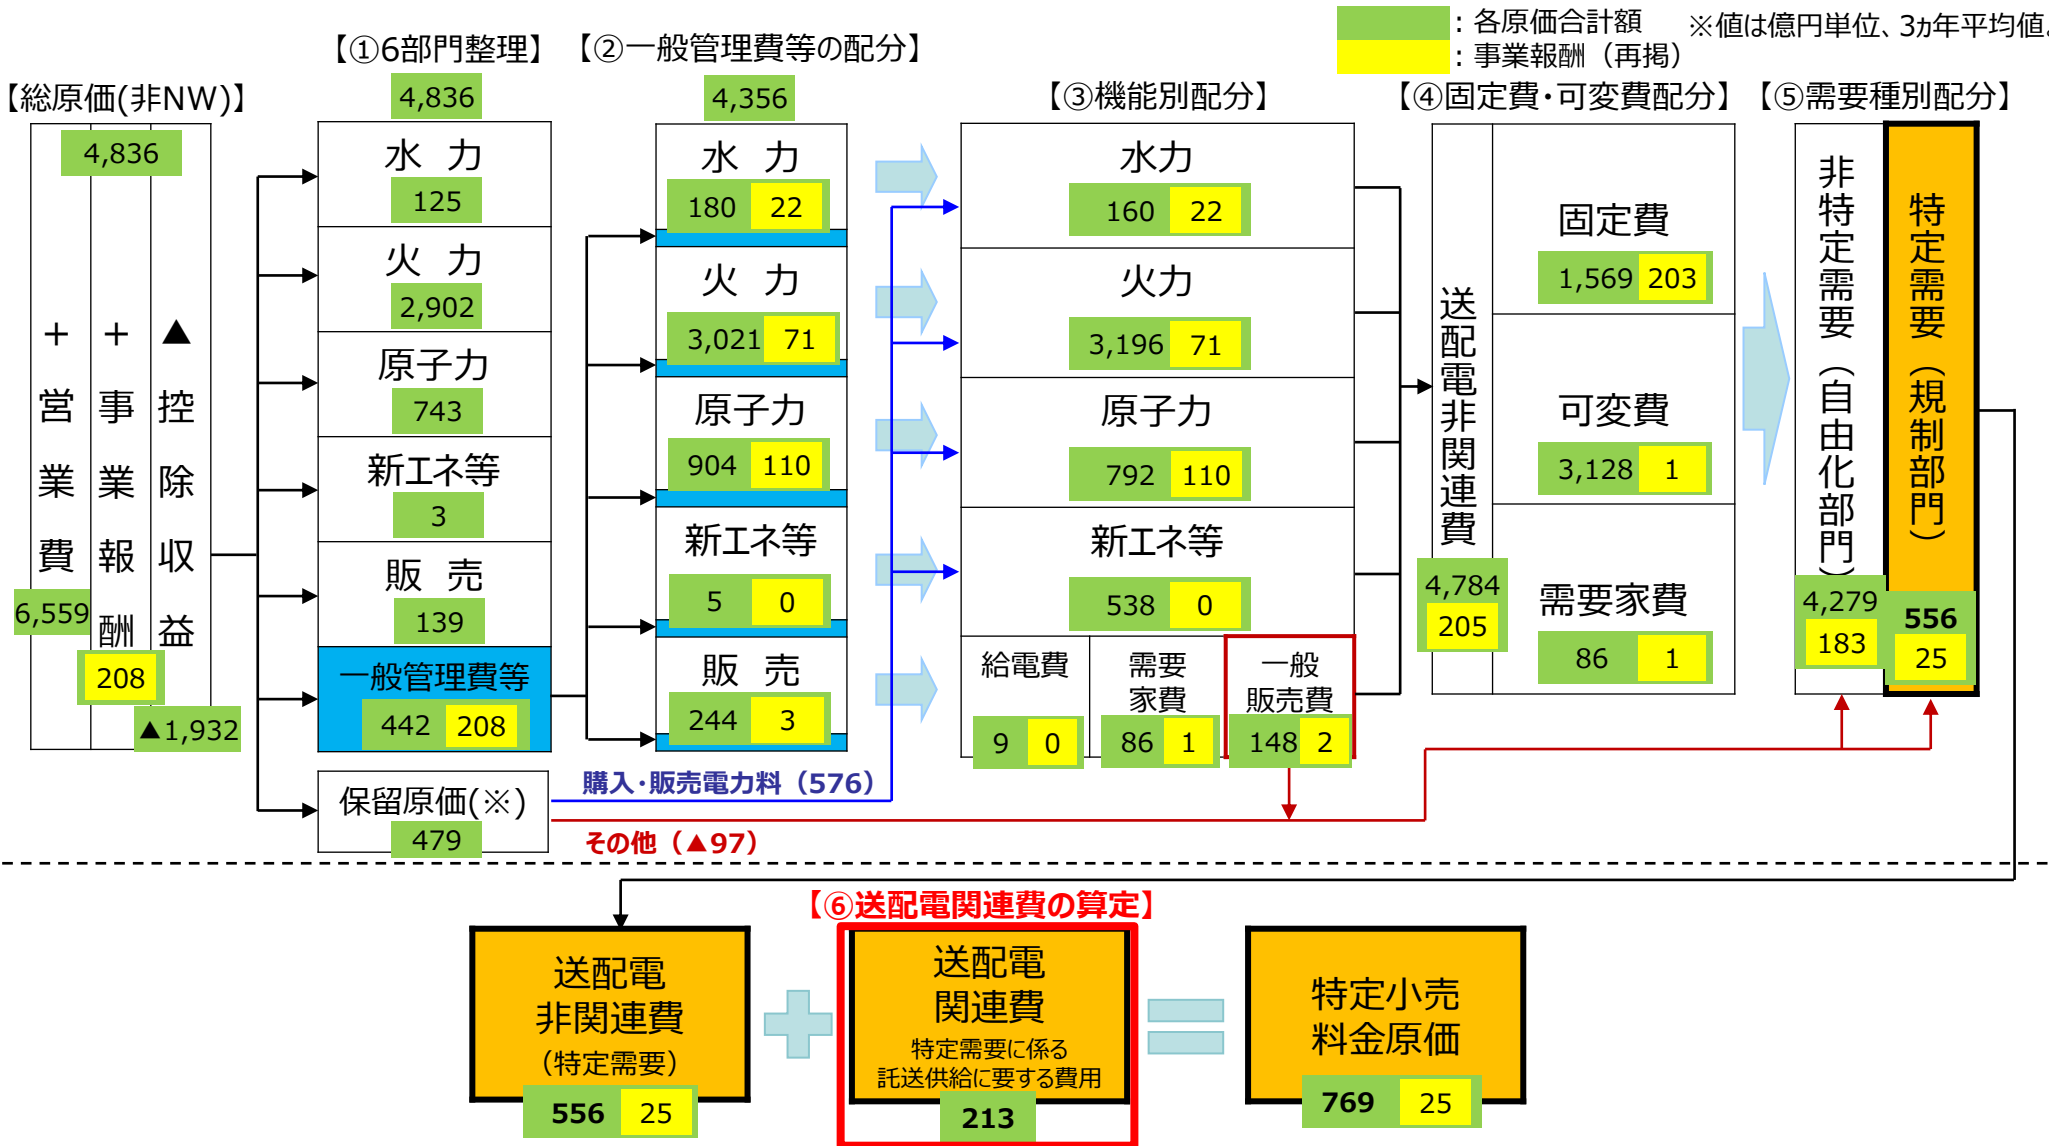 ：各原価合計額
※値は億円単位、3ヵ年平均値。
：事業報酬（再掲）
【総原価(非NW)】
4,836
＋営業費
＋事業報酬
▲控除収益
6,559
208
▲1,932
【①6部門整理】
4,836
水 力
125
火 力
2,902
原子力
743
新エネ等
3
販 売
139
一般管理費等
442 208
保留原価(※)
479
【②一般管理費等の配分】
4,356
水 力
180 22
火 力
3,021 71
原子力
904 110
新エネ等
5 0
販 売
244 3
購入・販売電力料（576）
その他（▲97）
【③機能別配分】
水力
160 22
火力
3,196 71
原子力
792 110
新エネ等
538 0
給電費
9 0
需要
家費
86 1
一般
販売費
148 2
【④固定費・可変費配分】
送配電非関連費
4,784
205
固定費
1,569 203
可変費
3,128 1
需要家費
86 1
【⑤需要種別配分】
非特定需要（自由化部門）
4,279
183
特定需要（規制部門）
556
25
【⑥送配電関連費の算定】
送配電
非関連費
（特定需要）
556 25
送配電
関連費
特定需要に係る
託送供給に要する費用
213
特定小売
料金原価
769 25